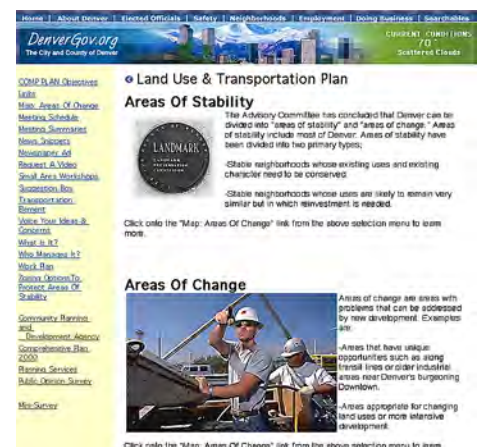 Home | About Denver | Elected Officials | Safety | Neighborhoods | Employment | Doing Business | Searchables
DenverGov.org
The City and County of Denver
CURRENT CONDITIONS
70°
Scattered Clouds
COMP PLAN Objectives
Links
Map: Areas Of Change
Meeting Schedule
Meeting Summaries
News Snippets
Newspaper Ad
Request A Video
Small Area Workshops
Suggestion Box
Transportation
Element
Voice Your Ideas &
Concerns
What Is It?
Who Manages It?
Work Plan
Zoning Options To
Protect Areas Of
Stability
Community Planning
and
Development Agency
Comprehensive Plan
2000
Planning Services
Public Opinion Survey
Mini-Survey
Land Use & Transportation Plan
Areas Of Stability
LANDMARK
The Advisory Committee has concluded that Denver can be
divided into "areas of stability" and "areas of change." Areas
of stability include most of Denver. Areas of stability have
been divided into two primary types;
-Stable neighborhoods whose existing uses and existing
character need to be conserved.
-Stable neighborhoods whose uses are likely to remain very
similar but in which reinvestment is needed.
Click onto the "Map: Areas Of Change" link from the above selection menu to learn
more.
Areas Of Change
Areas of change are areas with
problems that can be addressed
by new development. Examples
are:
-Areas that have unique
opportunities such as along
transit lines or older industrial
areas near Denver's burgeoning
Downtown.
-Areas appropriate for changing
land uses or more intensive
development.
Click onto the "Map: Areas Of Change" link from the above selection menu to learn